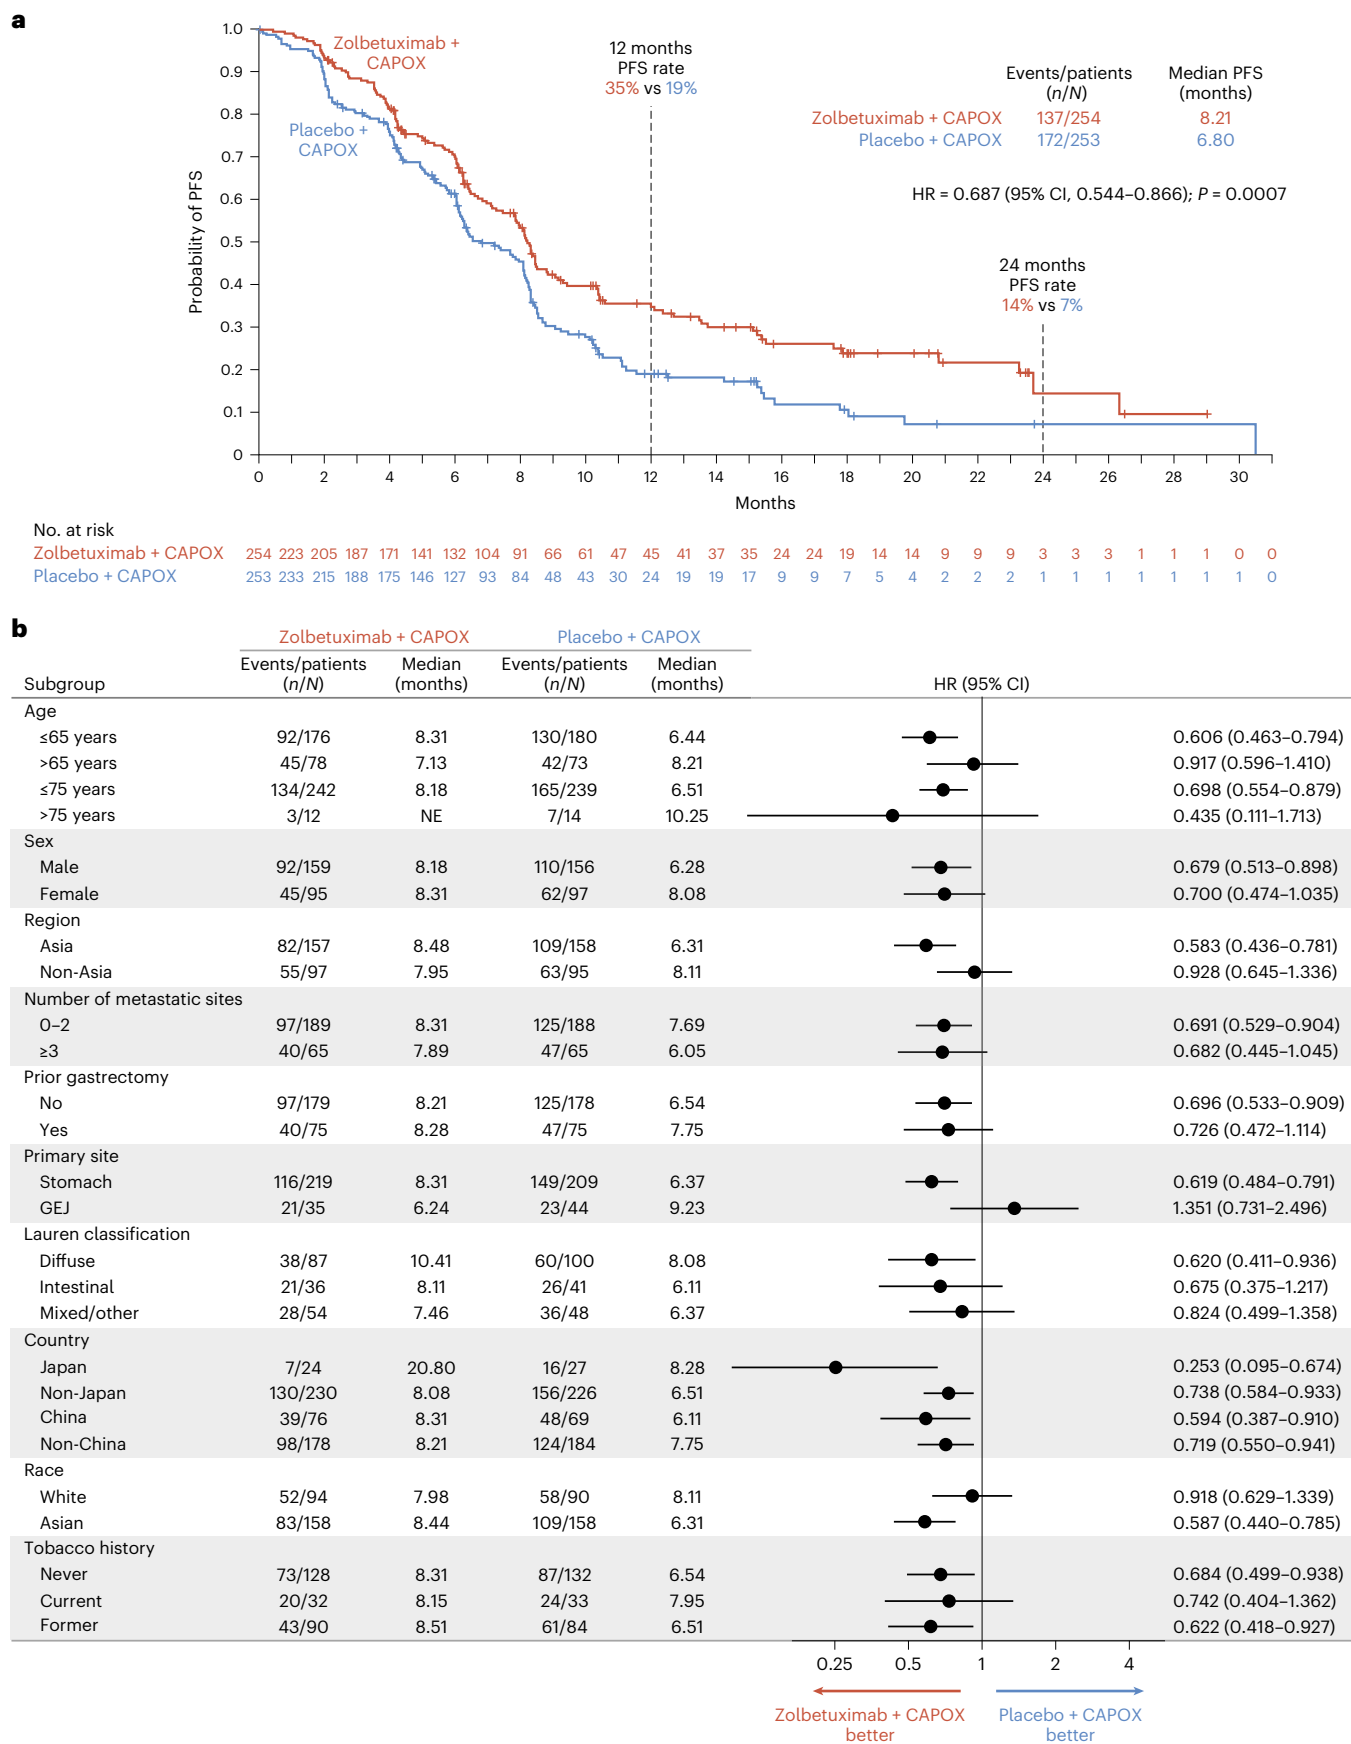 a
1.0
0.9
0.8
0.7
0.6
0.5
0.4
0.3
0.2
0.1
0
Probability of PFS
Zolbetuximab +
CAPOX
Placebo +
CAPOX
12 months
PFS rate
35% vs 19%
Events/patients Median PFS
(n/N) (months)
Zolbetuximab + CAPOX 137/254 8.21
Placebo + CAPOX 172/253 6.80
HR = 0.687 (95% CI, 0.544–0.866); P = 0.0007
24 months
PFS rate
14% vs 7%
0 2 4 6 8 10 12 14 16 18 20 22 24 26 28 30
Months
No. at risk
Zolbetuximab + CAPOX 254 223 205 187 171 141 132 104 91 66 61 47 45 41 37 35 24 24 19 14 14 9 9 9 3 3 3 1 1 1 0 0
Placebo + CAPOX 253 233 215 188 175 146 127 93 84 48 43 30 24 19 19 17 9 9 7 5 4 2 2 2 1 1 1 1 1 1 1 0
b
Zolbetuximab + CAPOX Placebo + CAPOX
Events/patients Median Events/patients Median
Subgroup (n/N) (months) (n/N) (months) HR (95% CI)
Age
≤65 years 92/176 8.31 130/180 6.44 0.606 (0.463–0.794)
>65 years 45/78 7.13 42/73 8.21 0.917 (0.596–1.410)
≤75 years 134/242 8.18 165/239 6.51 0.698 (0.554–0.879)
>75 years 3/12 NE 7/14 10.25 0.435 (0.111–1.713)
Sex
Male 92/159 8.18 110/156 6.28 0.679 (0.513–0.898)
Female 45/95 8.31 62/97 8.08 0.700 (0.474–1.035)
Region
Asia 82/157 8.48 109/158 6.31 0.583 (0.436–0.781)
Non-Asia 55/97 7.95 63/95 8.11 0.928 (0.645–1.336)
Number of metastatic sites
0–2 97/189 8.31 125/188 7.69 0.691 (0.529–0.904)
≥3 40/65 7.89 47/65 6.05 0.682 (0.445–1.045)
Prior gastrectomy
No 97/179 8.21 125/178 6.54 0.696 (0.533–0.909)
Yes 40/75 8.28 47/75 7.75 0.726 (0.472–1.114)
Primary site
Stomach 116/219 8.31 149/209 6.37 0.619 (0.484–0.791)
GEJ 21/35 6.24 23/44 9.23 1.351 (0.731–2.496)
Lauren classification
Diffuse 38/87 10.41 60/100 8.08 0.620 (0.411–0.936)
Intestinal 21/36 8.11 26/41 6.11 0.675 (0.375–1.217)
Mixed/other 28/54 7.46 36/48 6.37 0.824 (0.499–1.358)
Country
Japan 7/24 20.80 16/27 8.28 0.253 (0.095–0.674)
Non-Japan 130/230 8.08 156/226 6.51 0.738 (0.584–0.933)
China 39/76 8.31 48/69 6.11 0.594 (0.387–0.910)
Non-China 98/178 8.21 124/184 7.75 0.719 (0.550–0.941)
Race
White 52/94 7.98 58/90 8.11 0.918 (0.629–1.339)
Asian 83/158 8.44 109/158 6.31 0.587 (0.440–0.785)
Tobacco history
Never 73/128 8.31 87/132 6.54 0.684 (0.499–0.938)
Current 20/32 8.15 24/33 7.95 0.742 (0.404–1.362)
Former 43/90 8.51 61/84 6.51 0.622 (0.418–0.927)
0.25 0.5 1 2 4
Zolbetuximab + CAPOX Placebo + CAPOX
better better